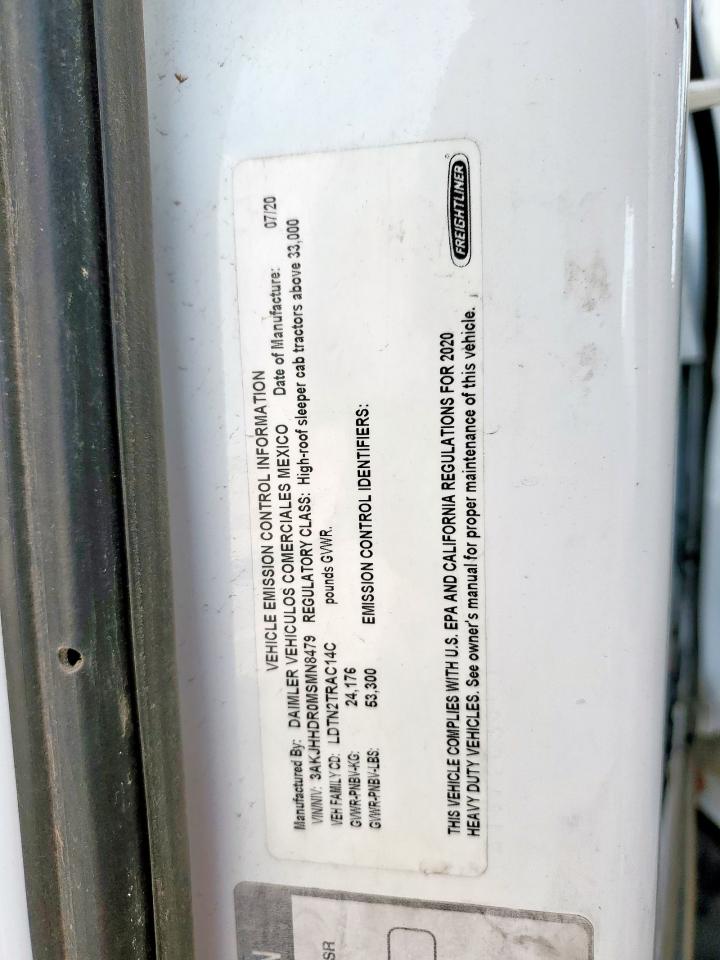 VEHICLE EMISSION CONTROL INFORMATION
Manufactured By: DAIMLER VEHICULOS COMERCIALES MEXICO Date of Manufacture: 07/20
VIN/NIV: 3AKJHHDR0MSMN8479 REGULATORY CLASS: High-roof sleeper cab tractors above 33,000
VEH FAMILY CD: LDTN2TRAC14C pounds GVWR.
GVWR-PNBV-KG: 24,176
GVWR-PNBV-LBS: 53,300 EMISSION CONTROL IDENTIFIERS:
THIS VEHICLE COMPLIES WITH U.S. EPA AND CALIFORNIA REGULATIONS FOR 2020
HEAVY DUTY VEHICLES. See owner's manual for proper maintenance of this vehicle.
FREIGHTLINER
N
SR